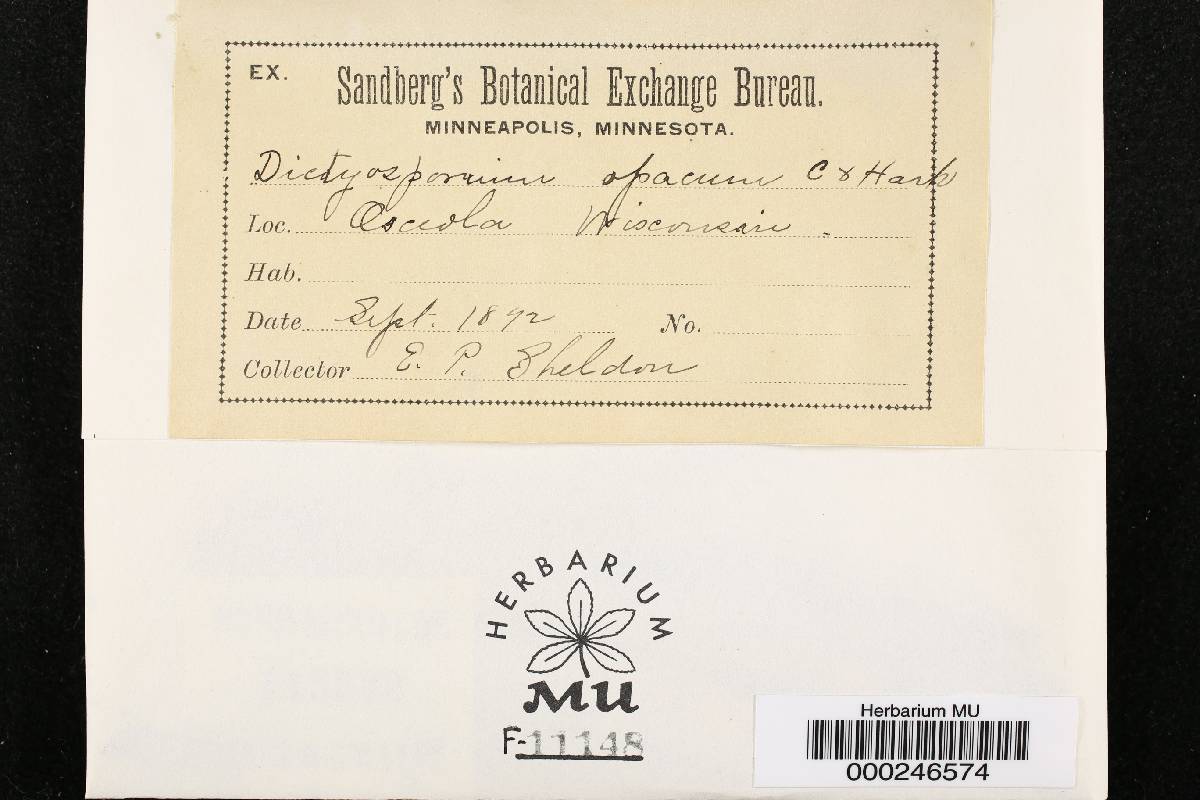 EX. Sandberg's Botanical Exchange Bureau.
MINNEAPOLIS, MINNESOTA.
Dictyosporium opacum C & Hark
Loc. Osceola Wisconsin.
Hab.
Date Sept. 1892 No.
Collector E. P. Sheldon
HERBARIUM
MU
F-11148
Herbarium MU
000246574